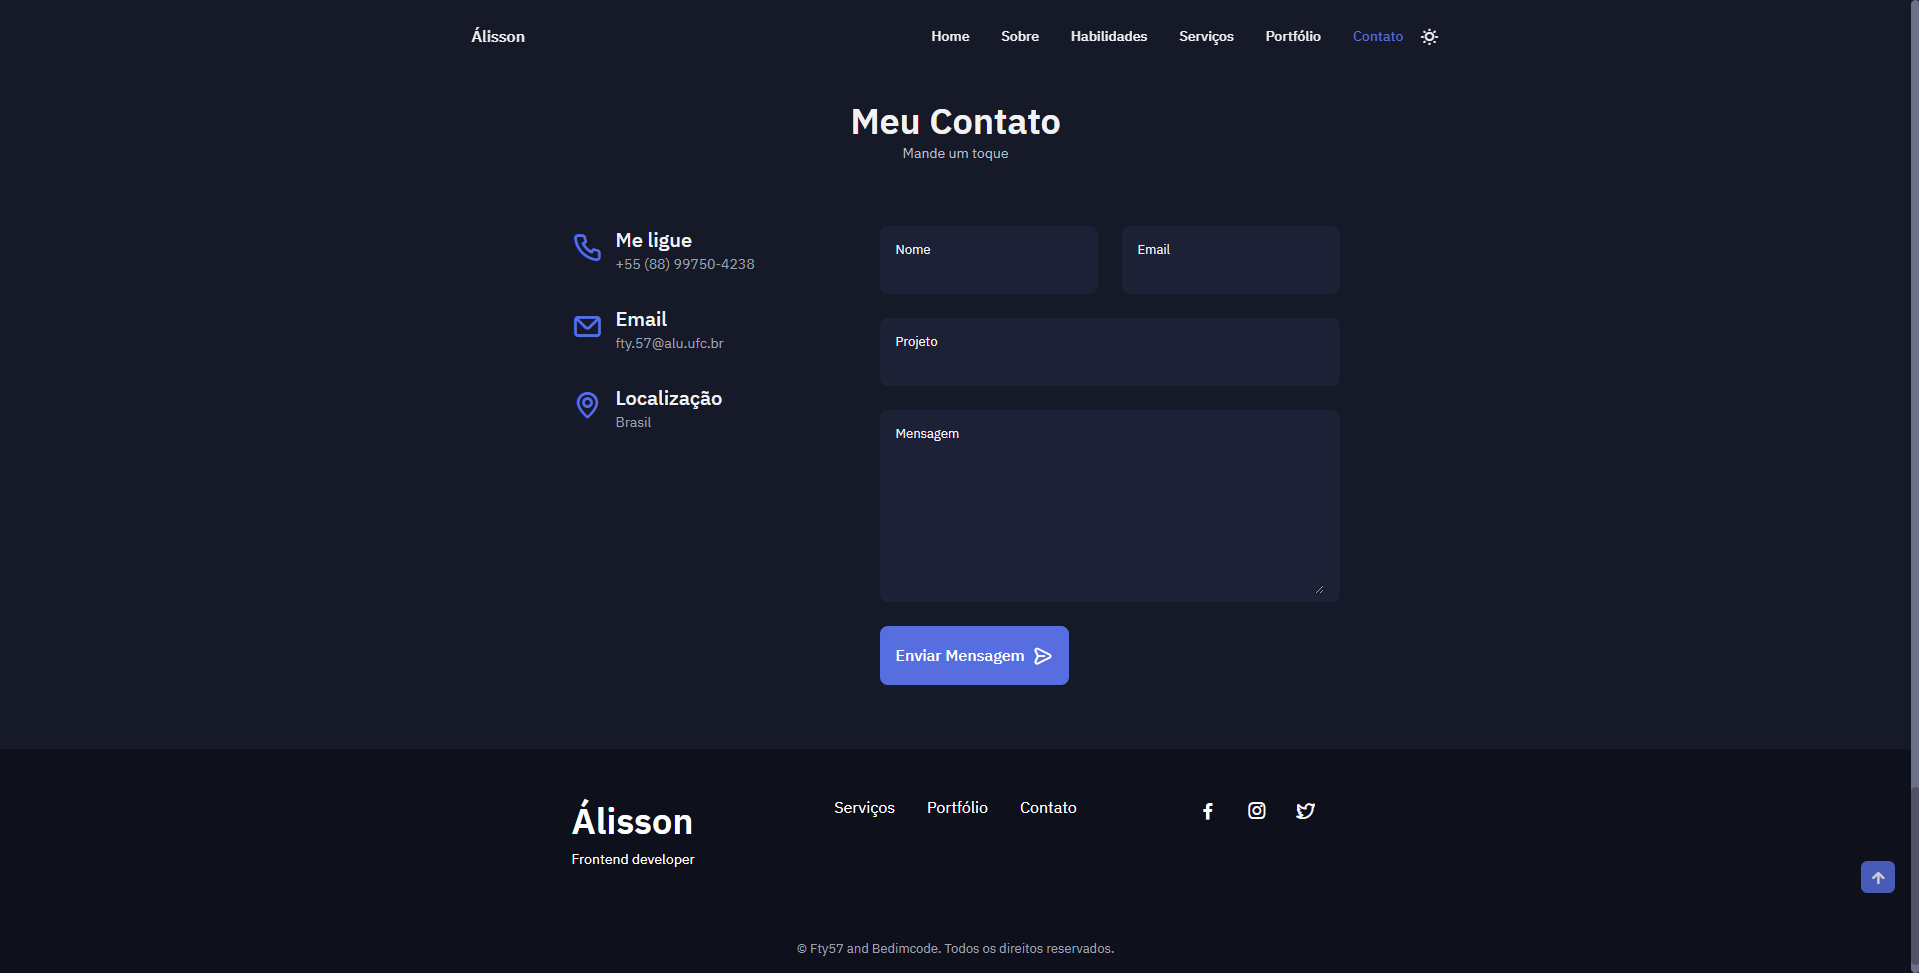 Álisson
Home Sobre Habilidades Serviços Portfólio Contato
Meu Contato
Mande um toque
Me ligue
+55 (88) 99750-4238
Email
fty.57@alu.ufc.br
Localização
Brasil
Nome
Email
Projeto
Mensagem
Enviar Mensagem
Álisson
Frontend developer
Serviços Portfólio Contato
© Fty57 and Bedimcode. Todos os direitos reservados.